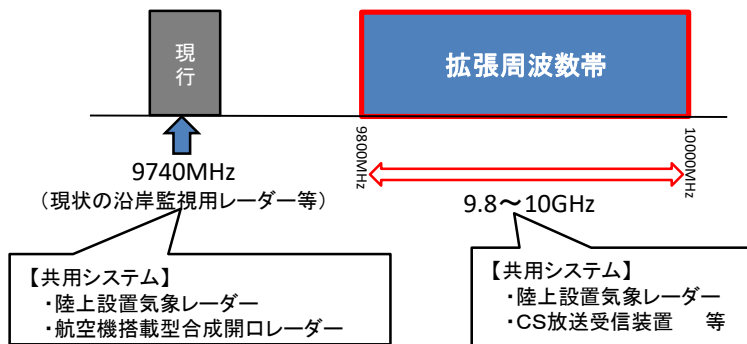 現
行
拡張周波数帯
9800MHz
10000MHz
9740MHz
（現状の沿岸監視用レーダー等）
9.8～10GHz
【共用システム】
・陸上設置気象レーダー
・航空機搭載型合成開口レーダー
【共用システム】
・陸上設置気象レーダー
・CS放送受信装置　等